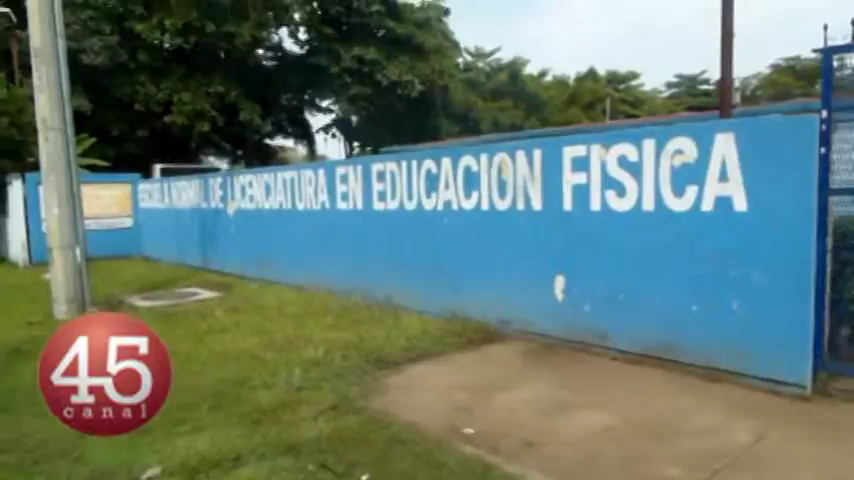 ESCUELA NORMAL DE LICENCIATURA EN EDUCACION FISICA
45
canal